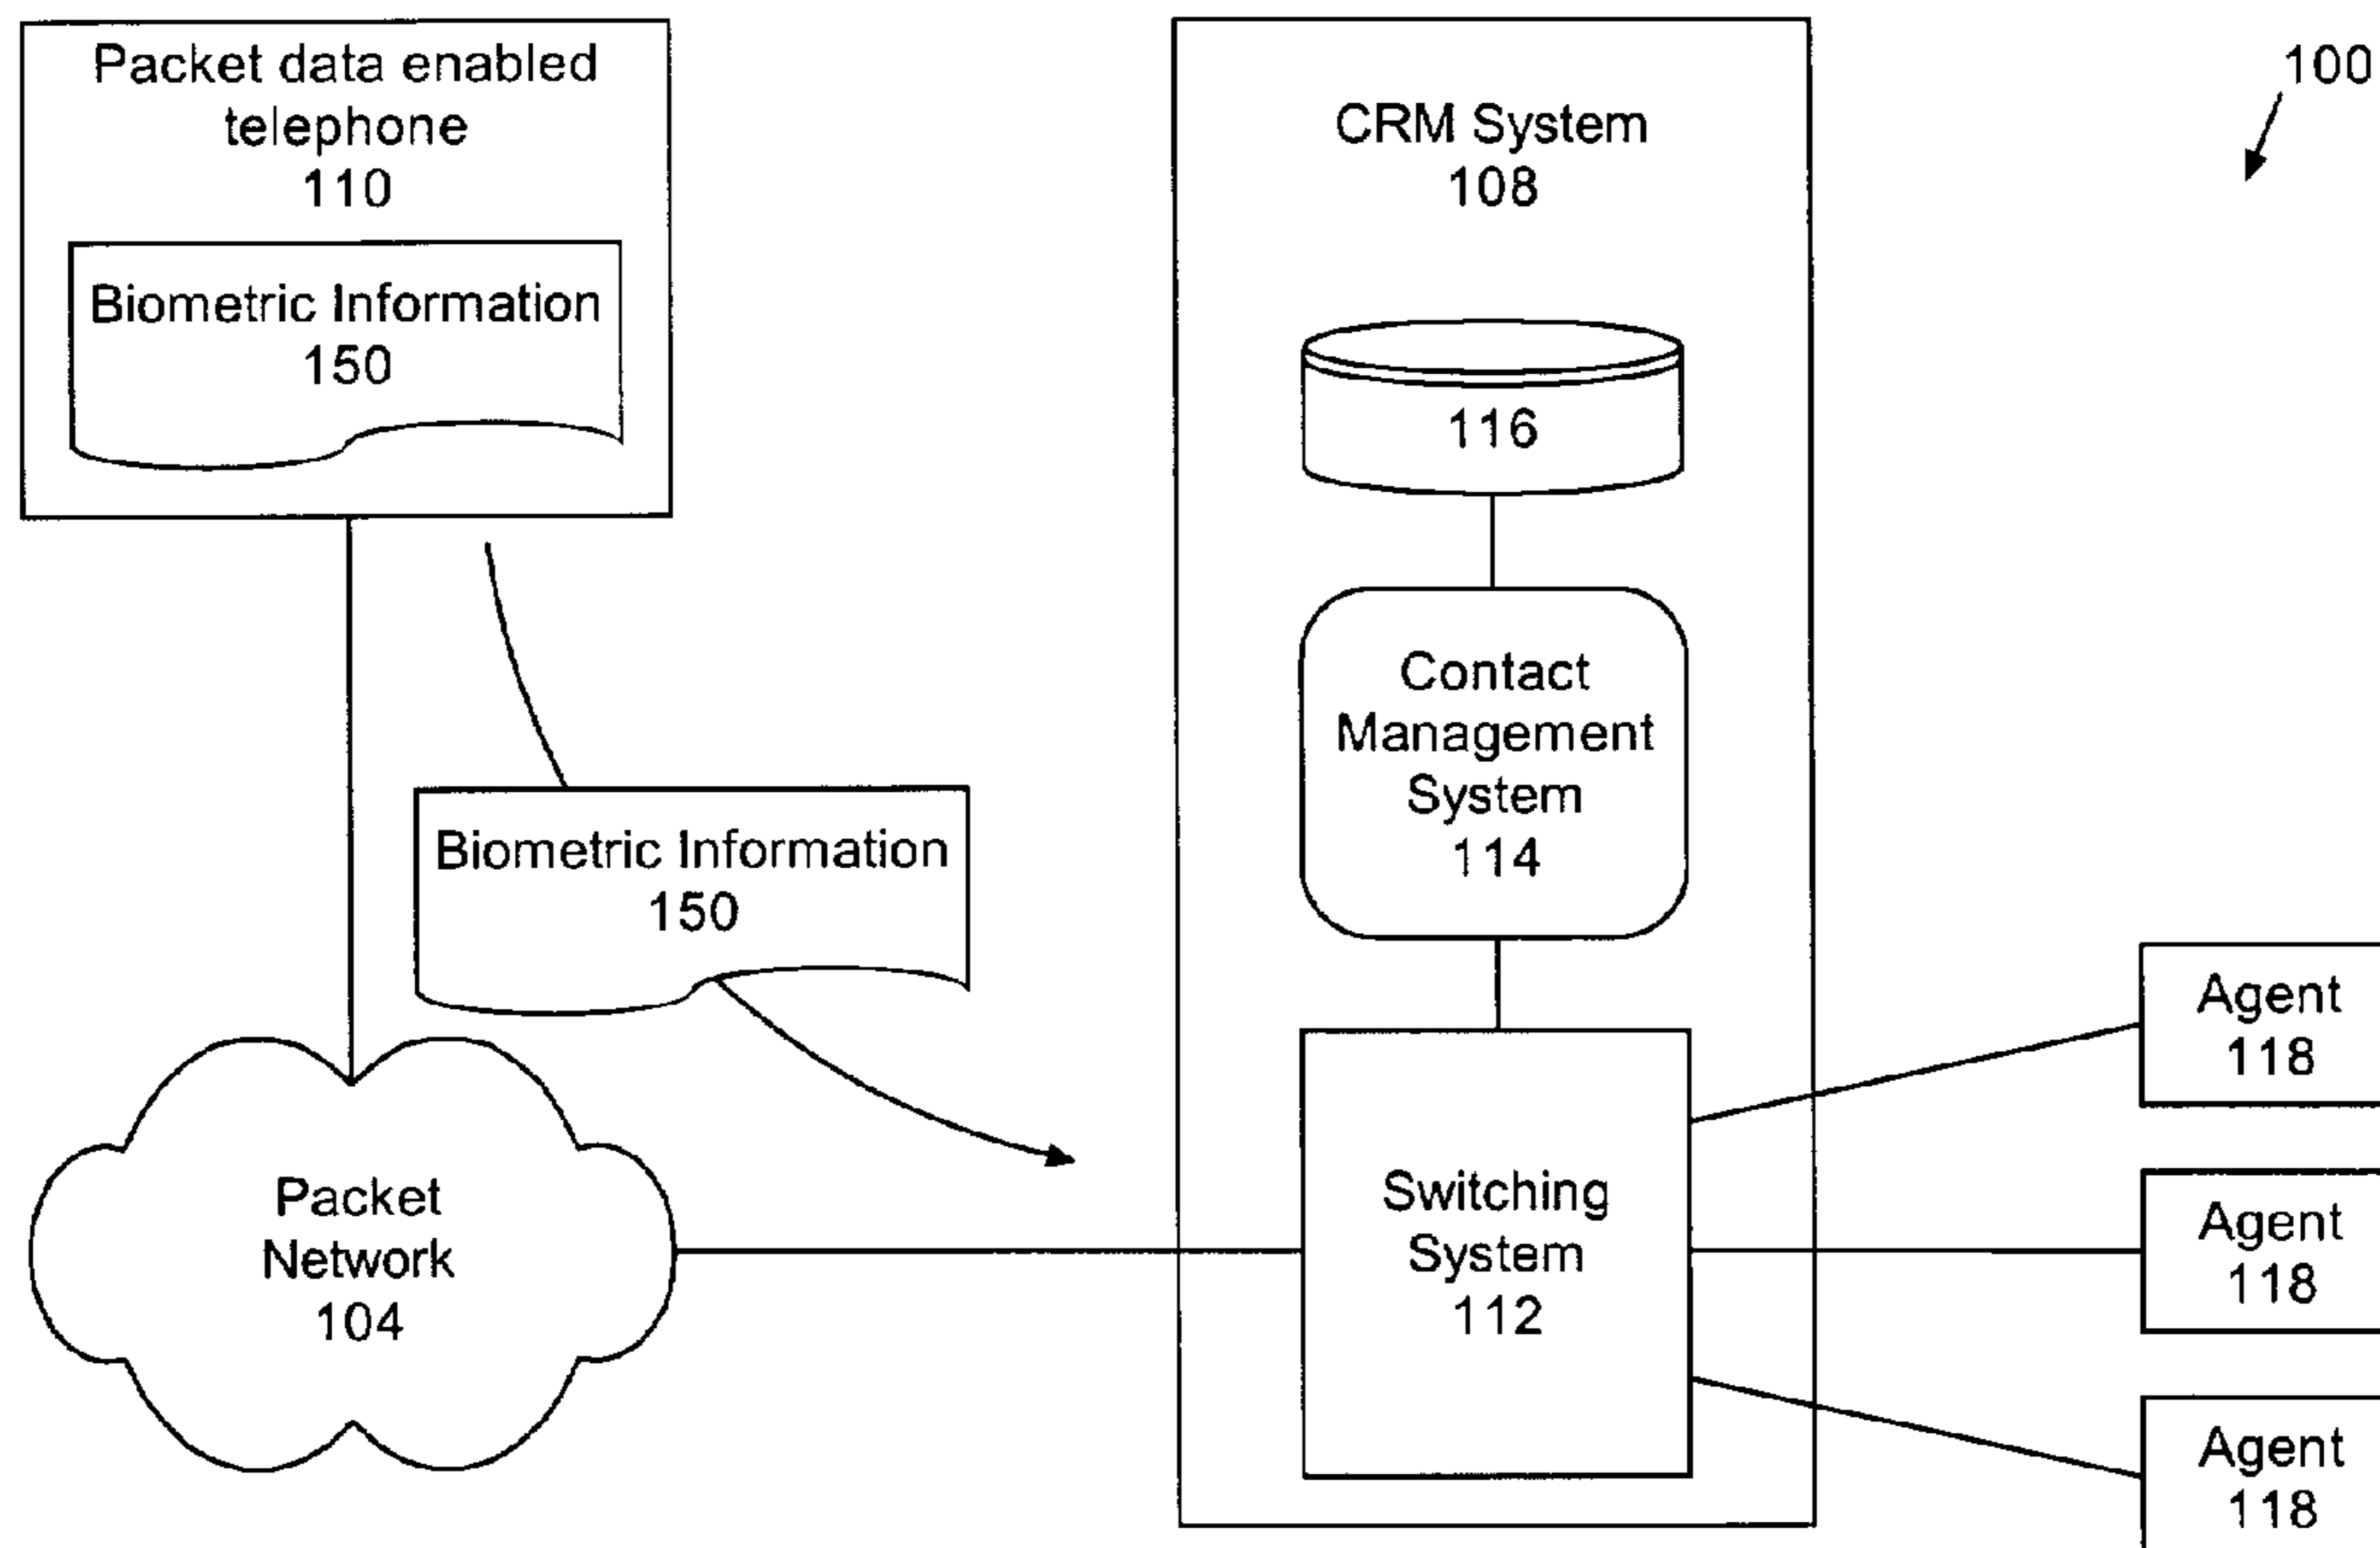 Packet data enabled
telephone
110
Biometric Information
150
CRM System
108
100
116
Contact
Management
System
114
Biometric Information
150
Packet
Network
104
Switching
System
112
Agent
118
Agent
118
Agent
118